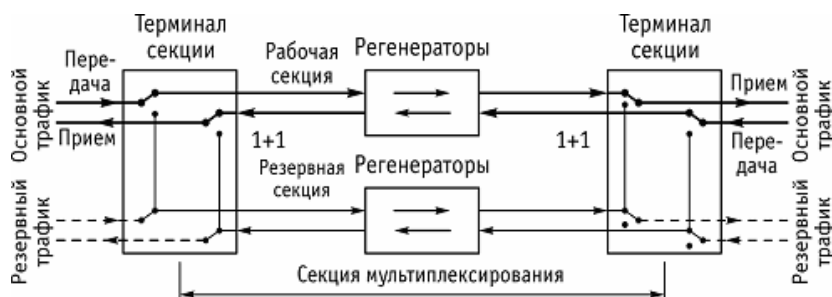 Терминал
секции
Терминал
секции
Рабочая
секция
Регенераторы
Пере-
дача
Прием
Основной
трафик
Прием
1+1
1+1
Пере-
дача
Основной
трафик
Резервная
секция
Регенераторы
Резервный
трафик
Резервный
трафик
Секция мультиплексирования